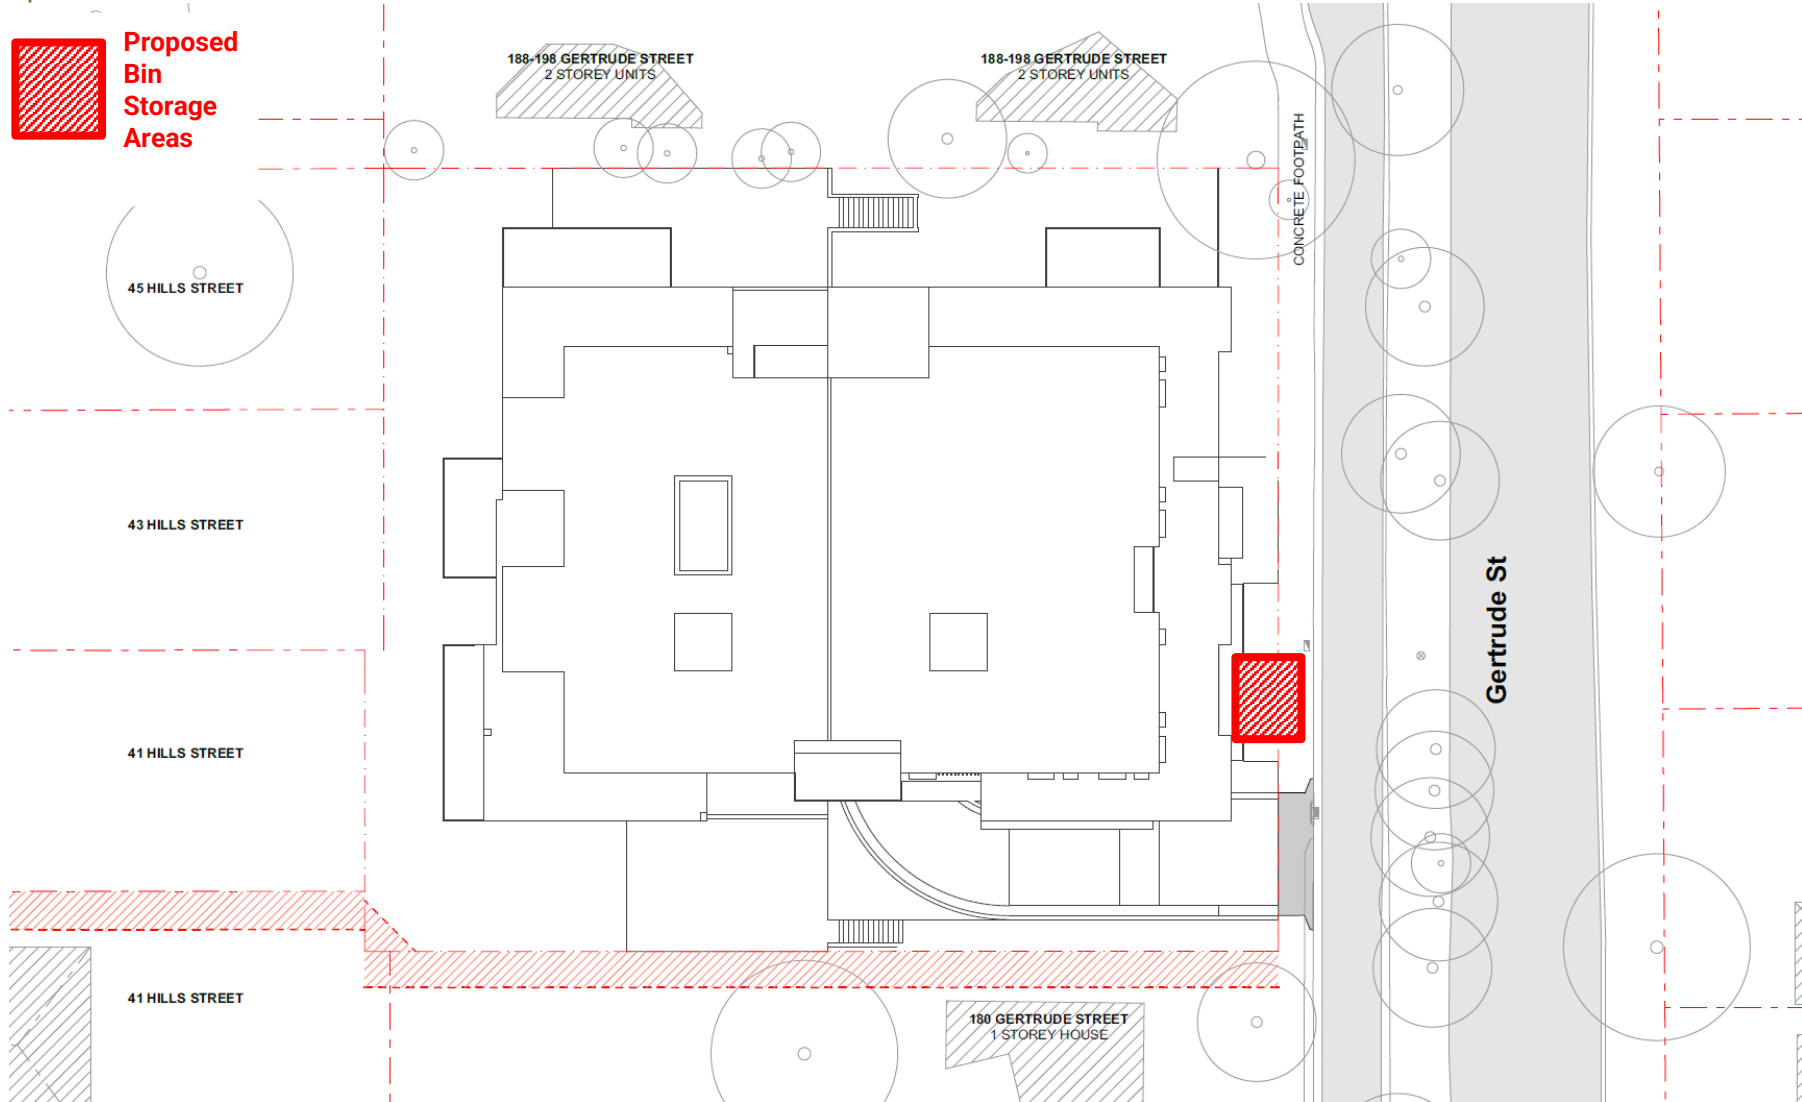 Proposed
Bin
Storage
Areas
188-198 GERTRUDE STREET
2 STOREY UNITS
188-198 GERTRUDE STREET
2 STOREY UNITS
CONCRETE FOOTPATH
45 HILLS STREET
43 HILLS STREET
Gertrude St
41 HILLS STREET
41 HILLS STREET
180 GERTRUDE STREET
1 STOREY HOUSE